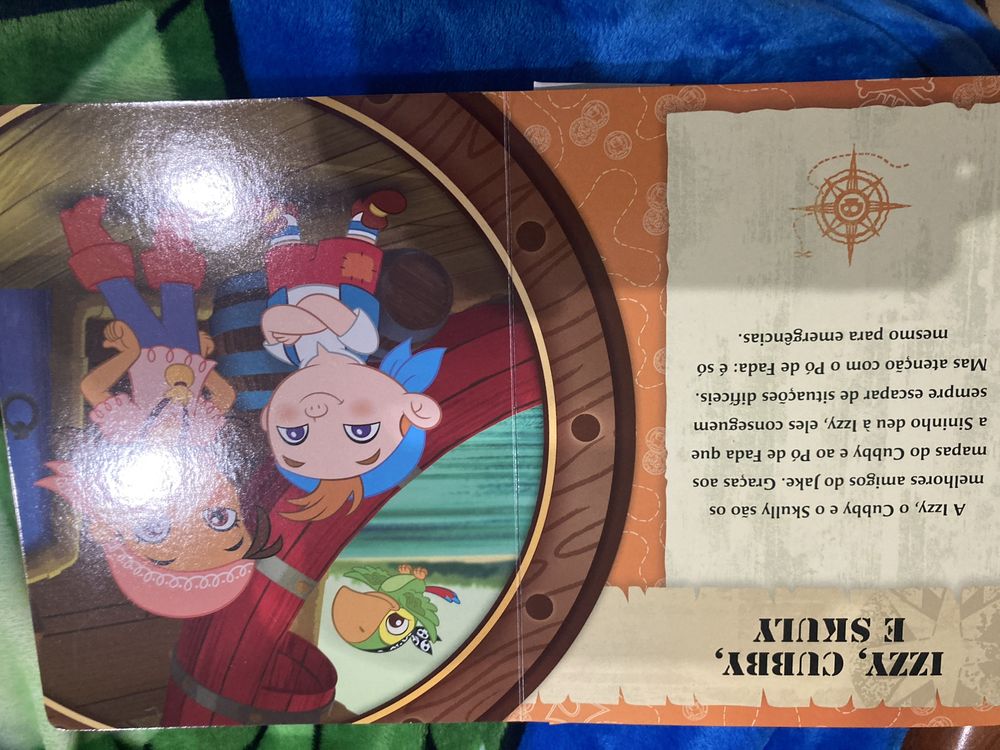 IZZY, CUBBY,
E SKULY
A Izzy, o Cubby e o Skully são os
melhores amigos do Jake. Graças aos
mapas do Cubby e ao Pó de Fada que
a Sininho deu à Izzy, eles conseguem
sempre escapar de situações difíceis.
Mas atenção com o Pó de Fada: é só
mesmo para emergências.